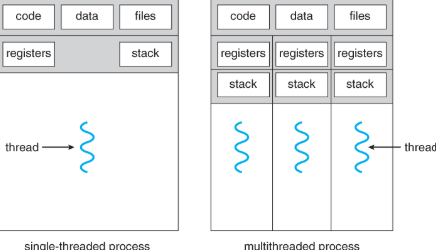 code data files
registers stack
thread
single-threaded process
code data files
registers registers registers
stack stack stack
thread
multithreaded process